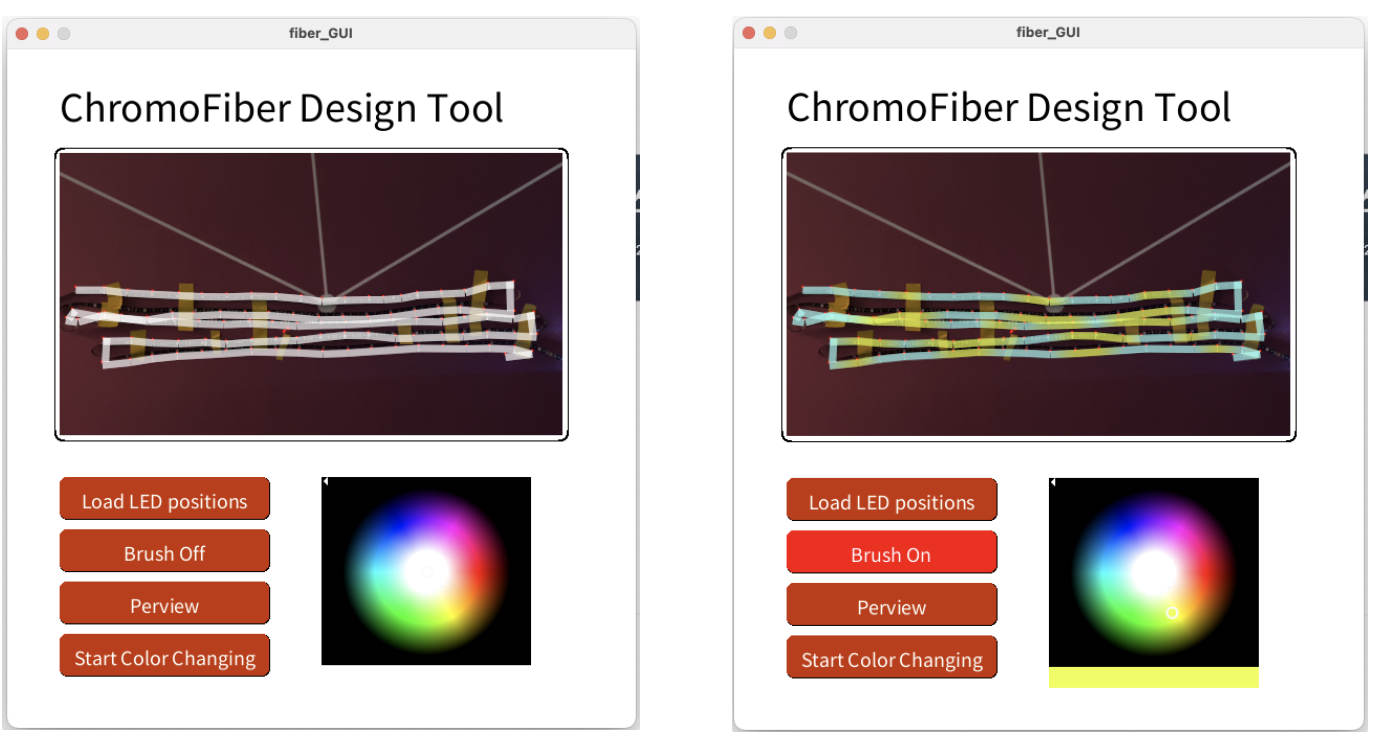 fiber_GUI
ChromoFiber Design Tool
Load LED positions
Brush Off
Perview
Start Color Changing
fiber_GUI
ChromoFiber Design Tool
Load LED positions
Brush On
Perview
Start Color Changing